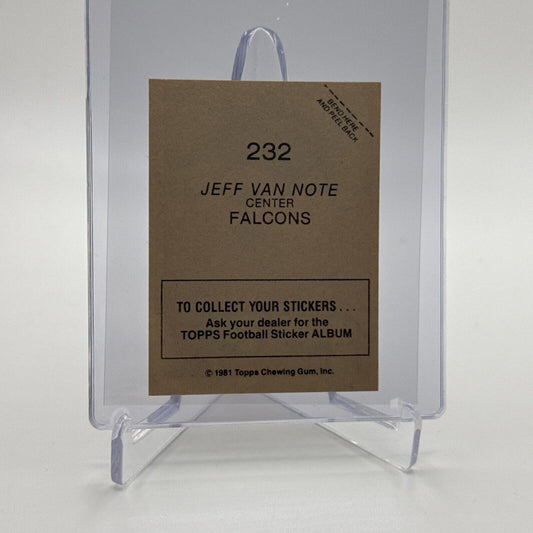 BEND HERE
AND PEEL BACK
232
JEFF VAN NOTE
CENTER
FALCONS
TO COLLECT YOUR STICKERS...
Ask your dealer for the
TOPPS Football Sticker ALBUM
© 1981 Topps Chewing Gum, Inc.